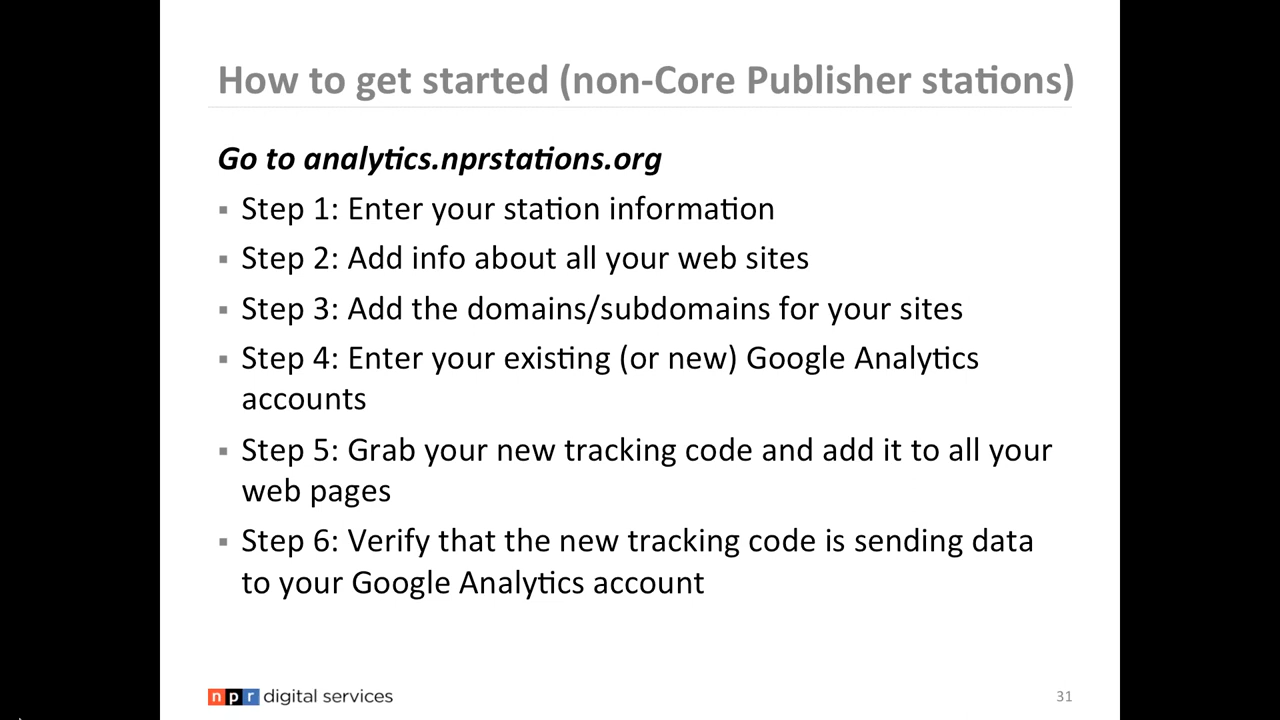 How to get started (non-Core Publisher stations)
Go to analytics.nprstations.org
▪ Step 1: Enter your station information
▪ Step 2: Add info about all your web sites
▪ Step 3: Add the domains/subdomains for your sites
▪ Step 4: Enter your existing (or new) Google Analytics
accounts
▪ Step 5: Grab your new tracking code and add it to all your
web pages
▪ Step 6: Verify that the new tracking code is sending data
to your Google Analytics account
npr digital services
31